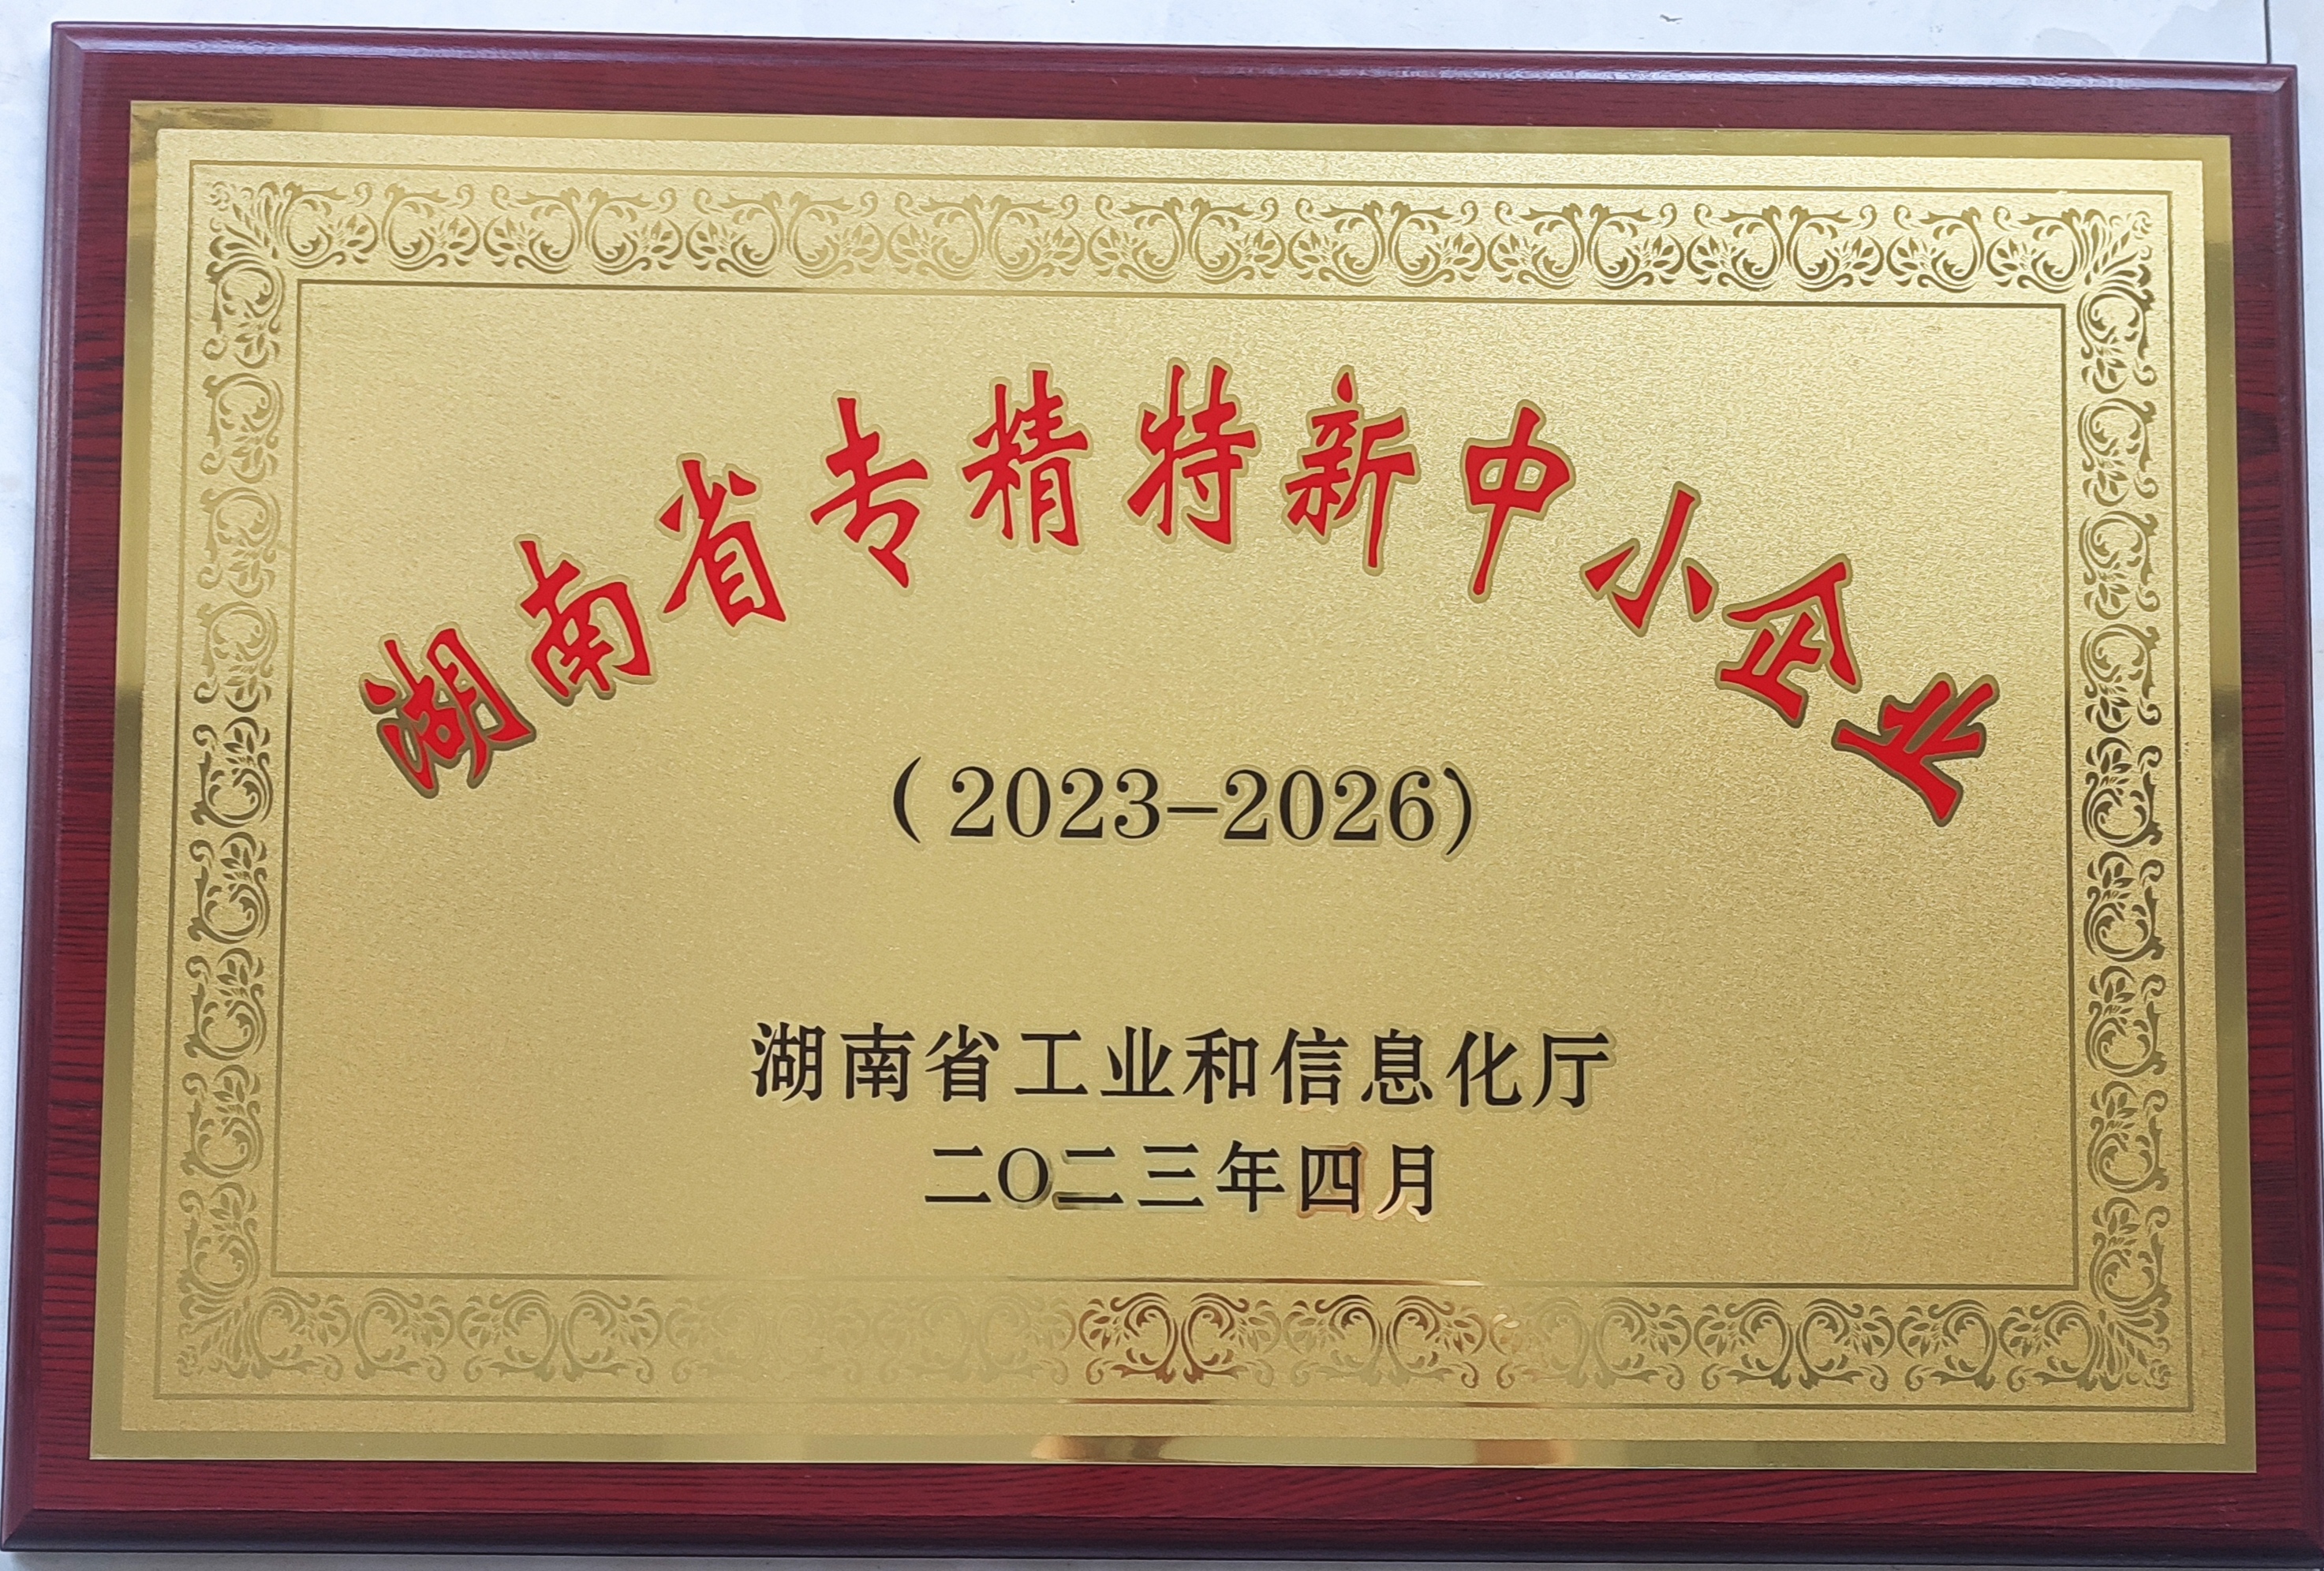 湖南省专精特新中小企业
（2023-2026）
湖南省工业和信息化厅
二〇二三年四月